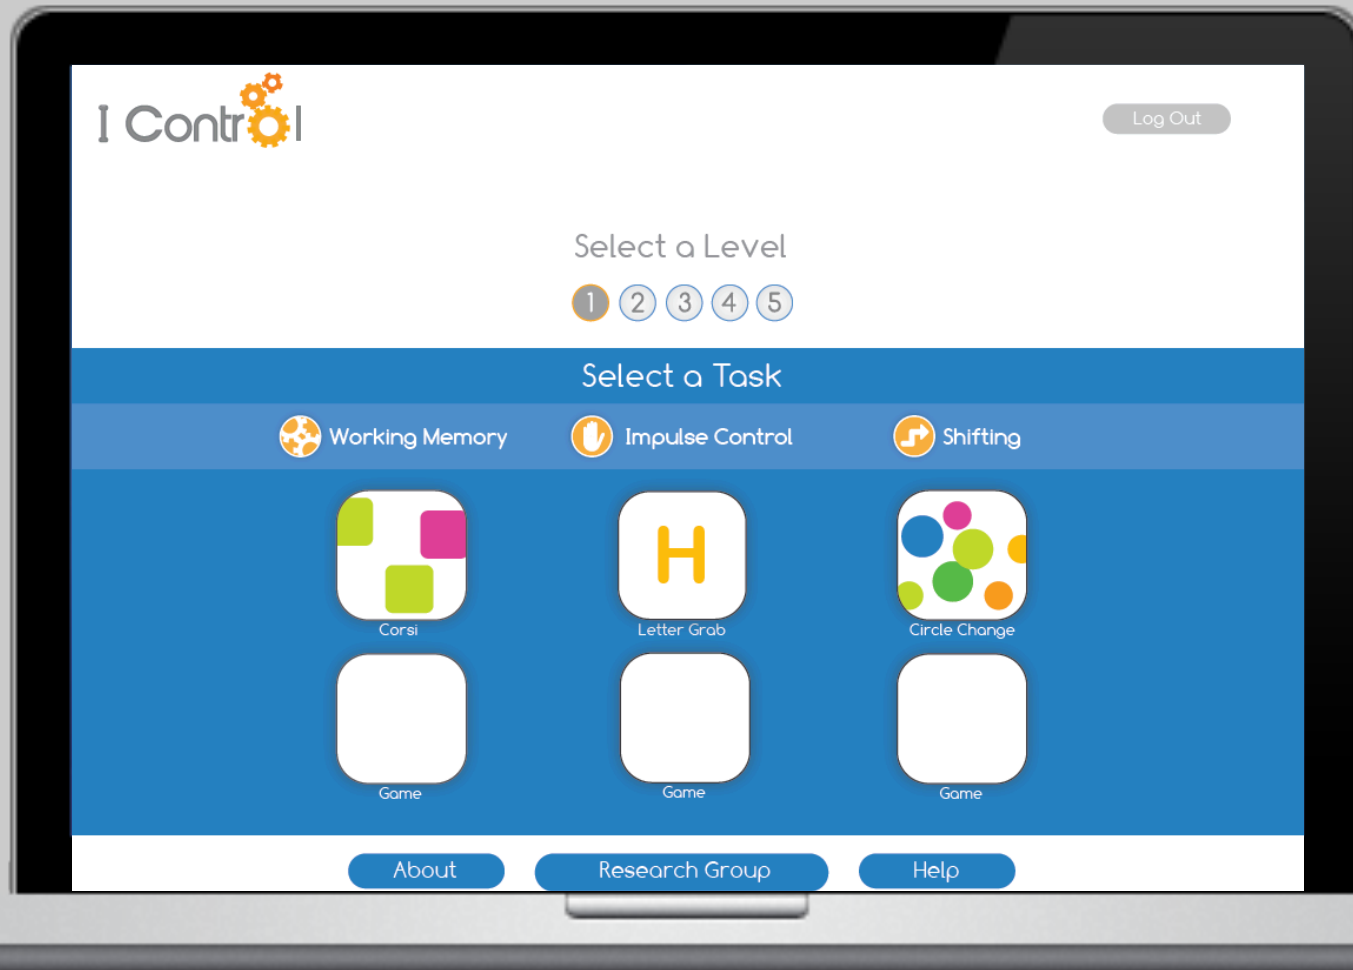 I Control
Log Out
Select a Level
1 2 3 4 5
Select a Task
Working Memory Impulse Control Shifting
H
Corsi Letter Grab Circle Change
Game Game Game
About Research Group Help